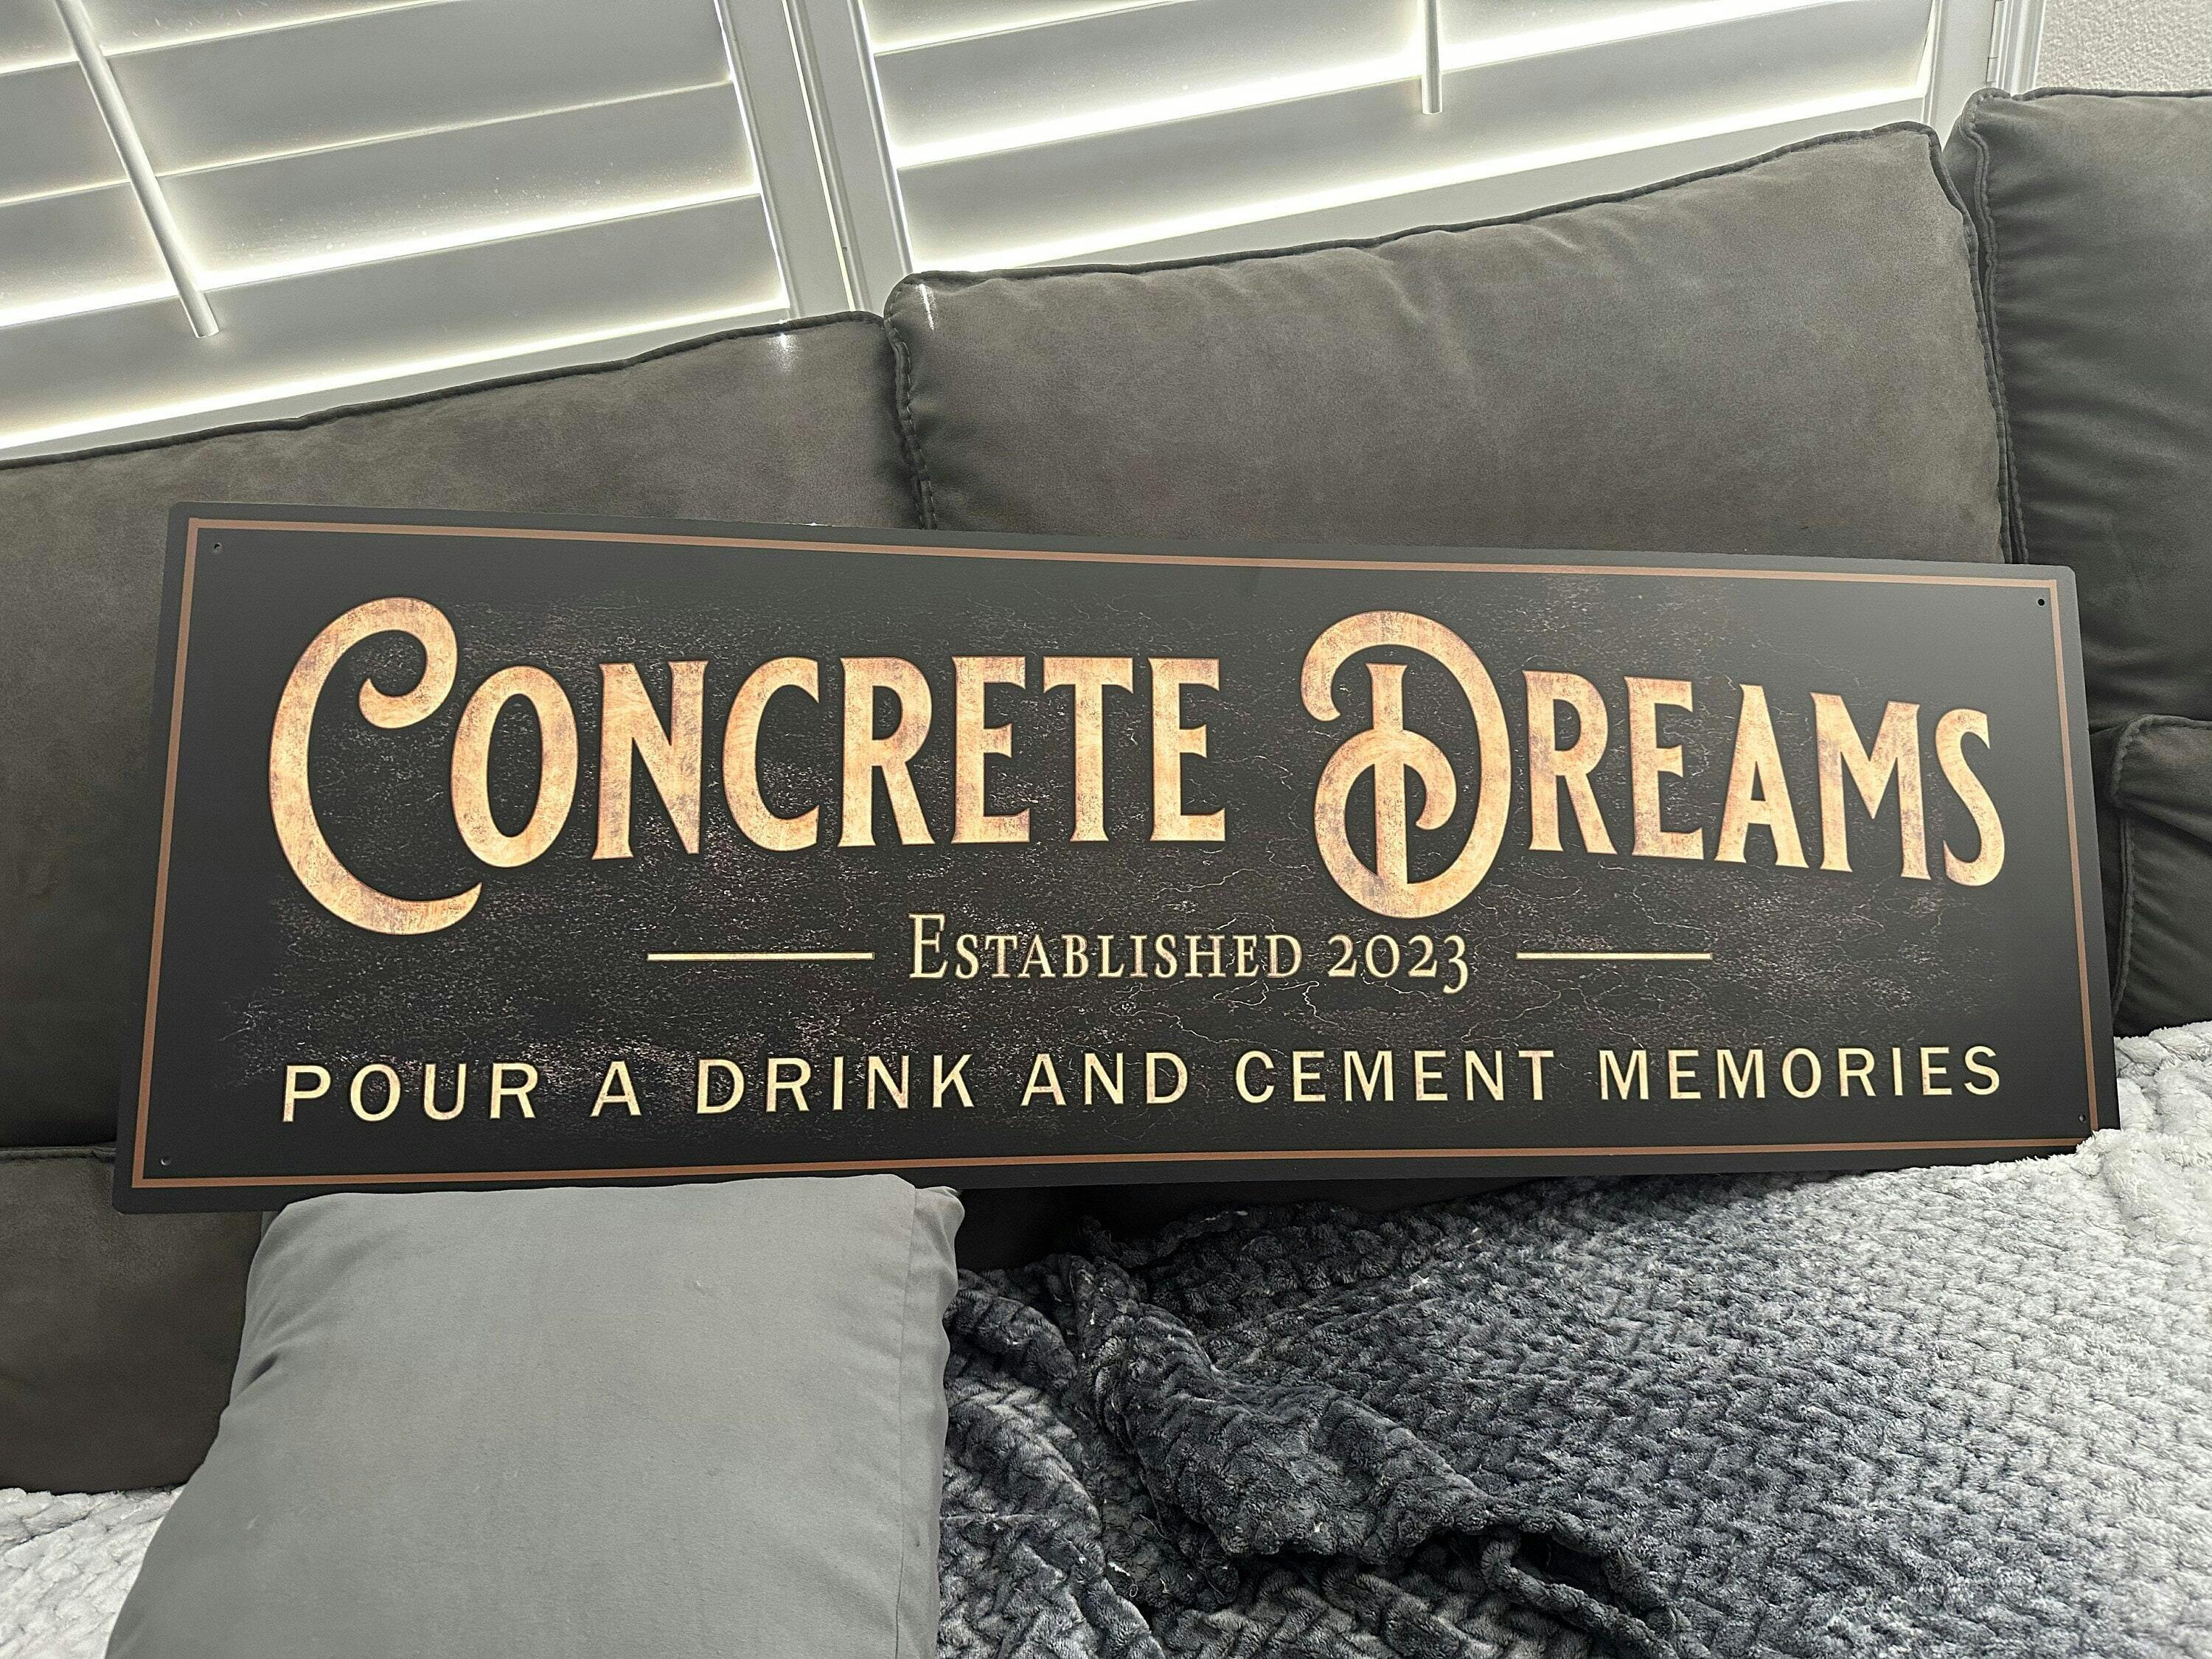 CONCRETE DREAMS
ESTABLISHED 2023
POUR A DRINK AND CEMENT MEMORIES